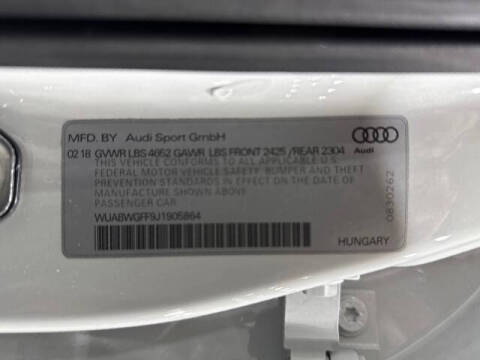 MFD. BY Audi Sport GmbH
02 18 GVWR LBS 4652 GAWR LBS FRONT 2425 /REAR 2304
THIS VEHICLE CONFORMS TO ALL APPLICABLE U.S.
FEDERAL MOTOR VEHICLE SAFETY, BUMPER AND THEFT
PREVENTION STANDARDS IN EFFECT ON THE DATE
OF MANUFACTURE SHOWN ABOVE
PASSENGER CAR
WUABWGFF9J1905864
Audi
0830262
HUNGARY